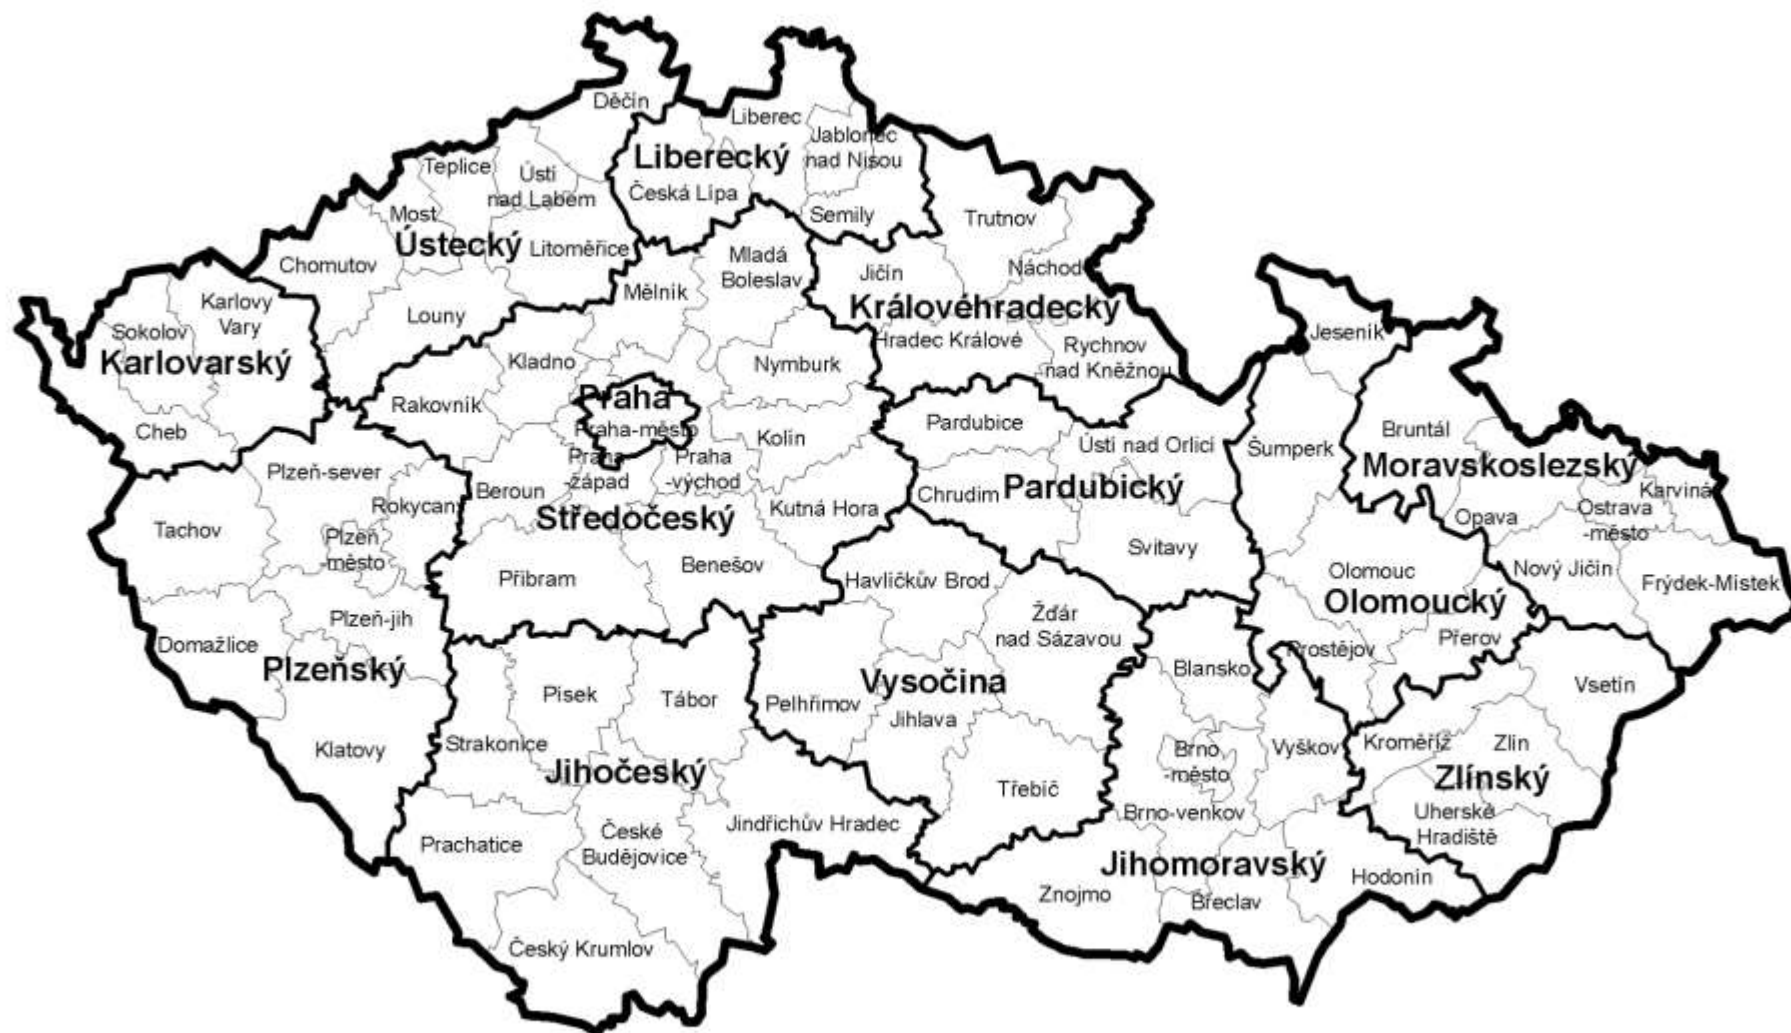 Děčín
Liberec
Jablonec
nad Nisou
Liberecký
Česká Lípa
Semily
Teplice
Ústí
nad Labem
Most
Ústecký
Litoměřice
Chomutov
Louny
Trutnov
Náchod
Jičín
Královéhradecký
Hradec Králové
Rychnov
nad Kněžnou
Mladá
Boleslav
Mělník
Karlovy
Vary
Sokolov
Karlovarský
Cheb
Kladno
Nymburk
Rakovník
Praha
Praha-město
Kolín
Praha
-západ
Praha
-východ
Beroun
Středočeský
Kutná Hora
Příbram
Benešov
Jeseník
Šumperk
Bruntál
Moravskoslezský
Karviná
Ostrava
-město
Opava
Nový Jičín
Frýdek-Místek
Pardubice
Ústí nad Orlicí
Chrudim
Pardubický
Svitavy
Plzeň-sever
Rokycany
Tachov
Plzeň
-město
Plzeň-jih
Domažlice
Plzeňský
Klatovy
Havlíčkův Brod
Žďár
nad Sázavou
Vysočina
Pelhřimov
Jihlava
Třebíč
Olomouc
Olomoucký
Prostějov
Přerov
Písek
Tábor
Strakonice
Jihočeský
Jindřichův Hradec
Prachatice
České
Budějovice
Český Krumlov
Blansko
Vyškov
Brno
-město
Brno-venkov
Jihomoravský
Znojmo
Břeclav
Hodonín
Vsetín
Kroměříž
Zlín
Zlínský
Uherské
Hradiště